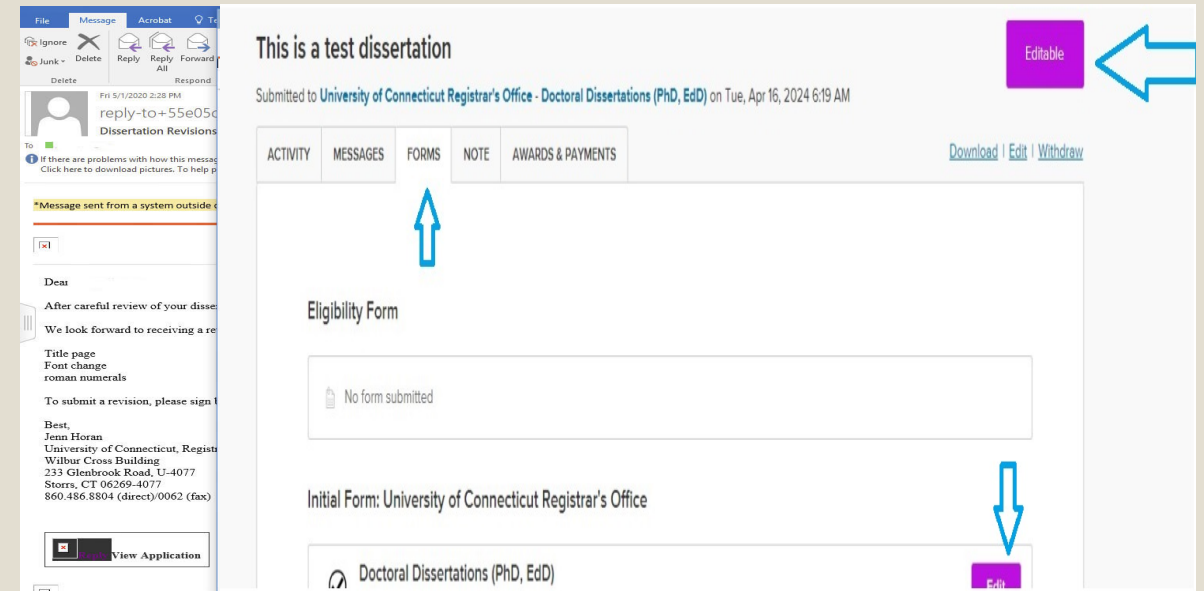 File Message Acrobat
Ignore
Junk
Delete
Reply
Reply All
Forward
Delete
Respond
Fri 5/1/2020 2:28 PM
reply-to+55e05c
Dissertation Revisions
To
If there are problems with how this messag
Click here to download pictures. To help p
*Message sent from a system outside
Dear
After careful review of your disse
We look forward to receiving a re
Title page
Font change
roman numerals
To submit a revision, please sign
Best,
Jenn Horan
University of Connecticut, Registr
Wilbur Cross Building
233 Glenbrook Road, U-4077
Storrs, CT 06269-4077
860.486.8804 (direct)/0062 (fax)
View Application
This is a test dissertation
Editable
Submitted to University of Connecticut Registrar's Office - Doctoral Dissertations (PhD, EdD) on Tue, Apr 16, 2024 6:19 AM
ACTIVITY MESSAGES FORMS NOTE AWARDS & PAYMENTS
Download | Edit | Withdraw
Eligibility Form
No form submitted
Initial Form: University of Connecticut Registrar's Office
Doctoral Dissertations (PhD, EdD)
Edit